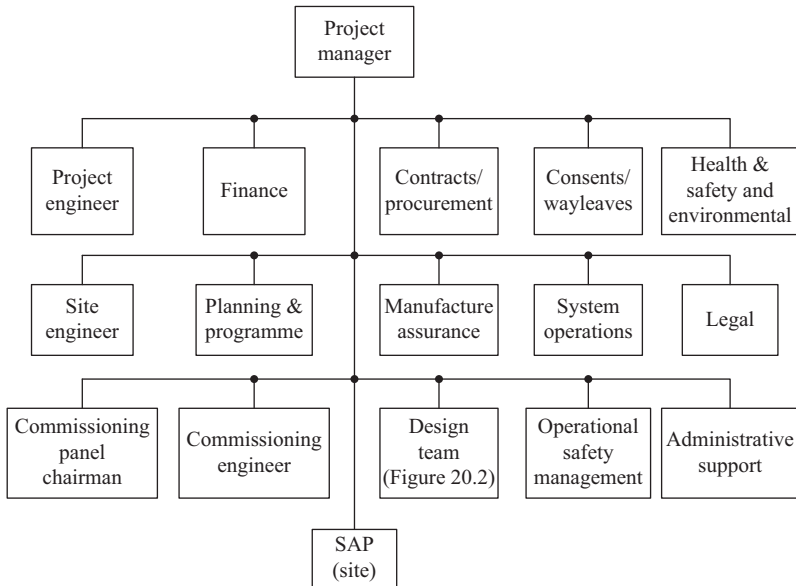 Project
manager
Project
engineer
Finance
Contracts/
procurement
Consents/
wayleaves
Health &
safety and
environmental
Site
engineer
Planning &
programme
Manufacture
assurance
System
operations
Legal
Commissioning
panel
chairman
Commissioning
engineer
Design
team
(Figure 20.2)
Operational
safety
management
Administrative
support
SAP
(site)